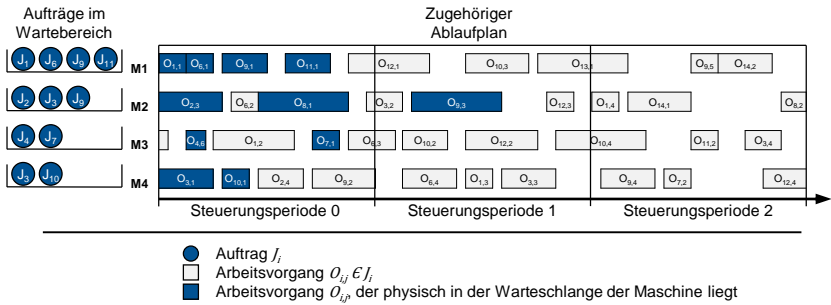 Aufträge im
Wartebereich
Zugehöriger
Ablaufplan
J1 J6 J9 J11 M1 O1,1 O6,1 O9,1 O11,1 O12,1 O10,3 O13,1 O9,5 O14,2
J2 J3 J9 M2 O2,3 O6,2 O8,1 O3,2 O9,3 O12,3 O1,4 O14,1 O8,2
J4 J7 M3 O4,6 O1,2 O7,1 O6,3 O10,2 O12,2 O10,4 O11,2 O3,4
J3 J10 M4 O3,1 O10,1 O2,4 O9,2 O6,4 O1,3 O3,3 O9,4 O7,2 O12,4
Steuerungsperiode 0 Steuerungsperiode 1 Steuerungsperiode 2
Auftrag Ji
Arbeitsvorgang Oi,j ϵ Ji
Arbeitsvorgang Oi,j, der physisch in der Warteschlange der Maschine liegt